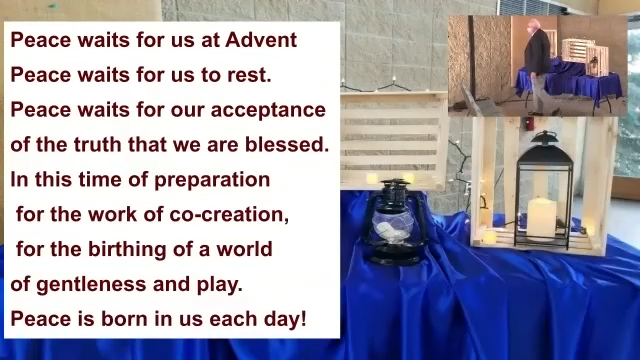 Peace waits for us at Advent
Peace waits for us to rest.
Peace waits for our acceptance
of the truth that we are blessed.
In this time of preparation
for the work of co-creation,
for the birthing of a world
of gentleness and play.
Peace is born in us each day!